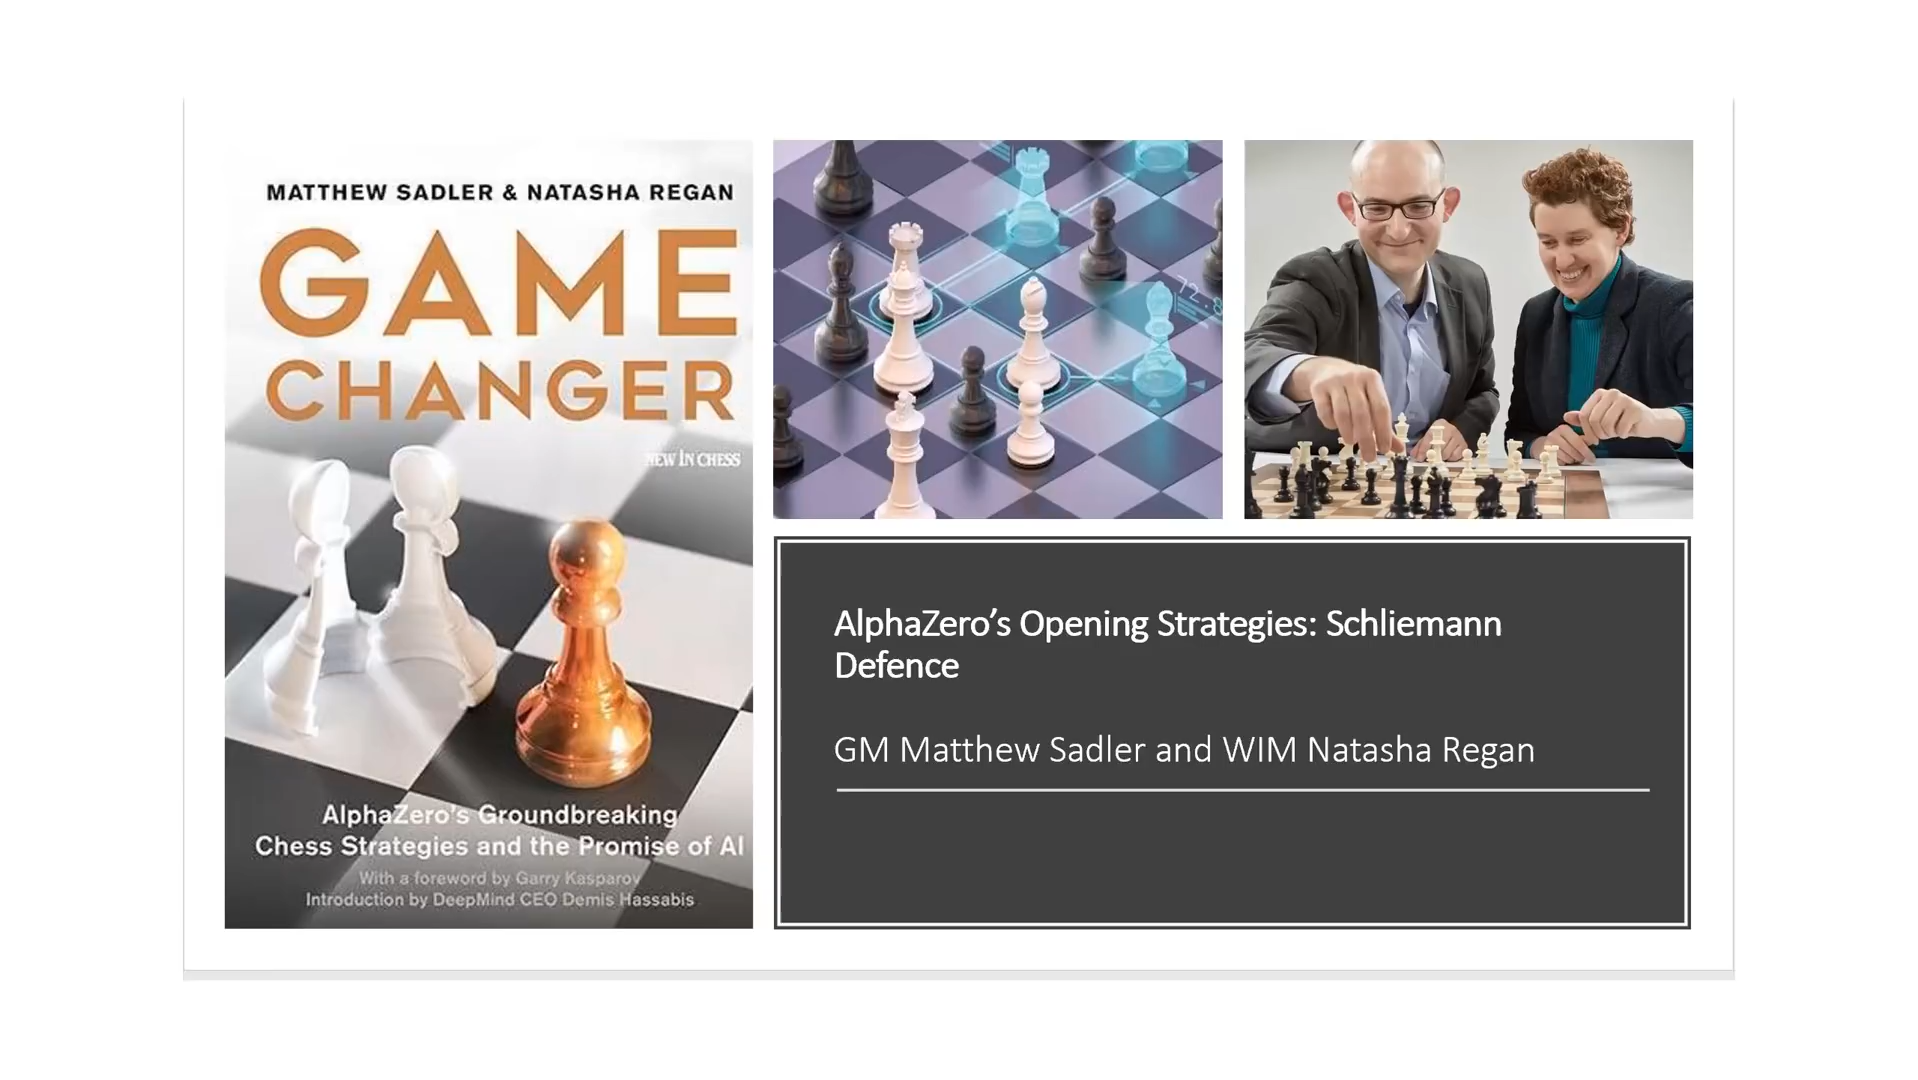 MATTHEW SADLER & NATASHA REGAN
GAME
CHANGER
NEW IN CHESS
AlphaZero's Groundbreaking
Chess Strategies and the Promise of AI
With a foreword by Garry Kasparov
Introduction by DeepMind CEO Demis Hassabis
72.8
AlphaZero’s Opening Strategies: Schliemann
Defence
GM Matthew Sadler and WIM Natasha Regan